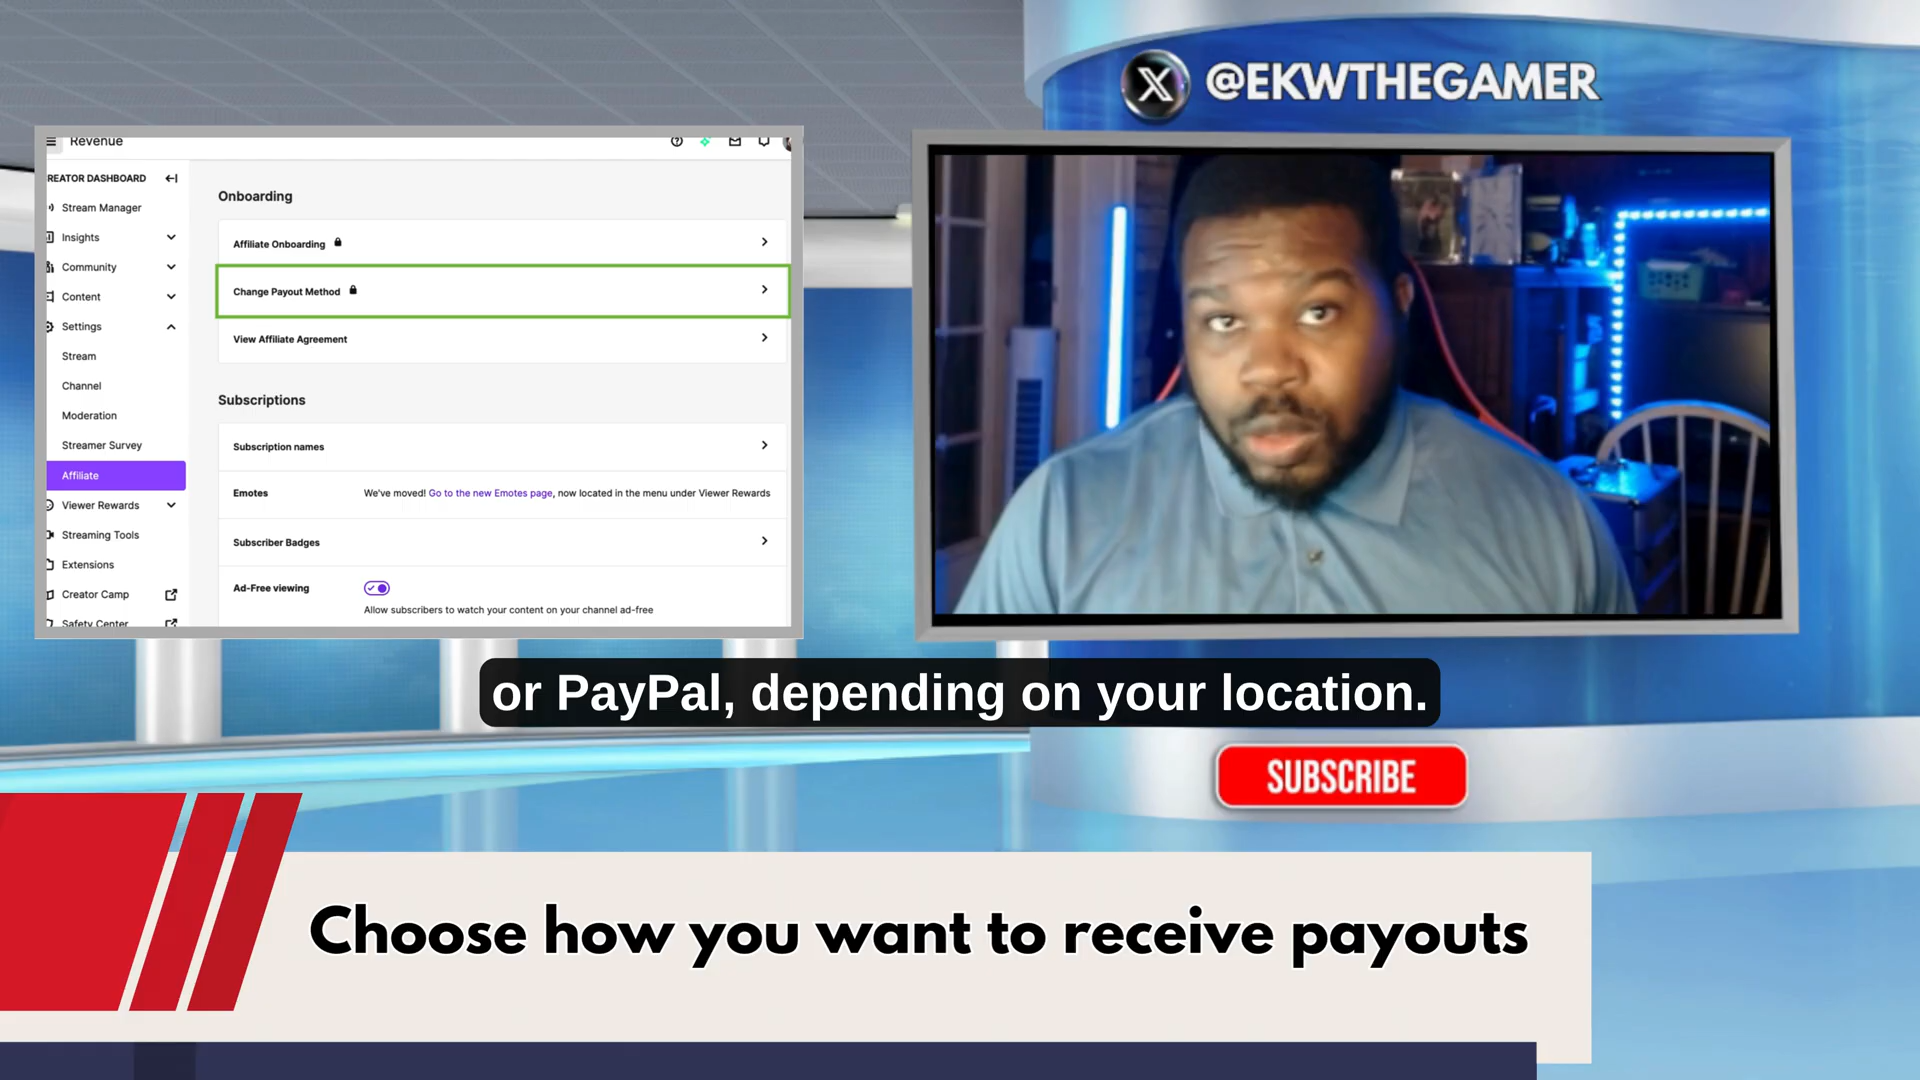 @EKWTHEGAMER
Revenue
REATOR DASHBOARD
Stream Manager
Insights
Community
Content
Settings
Stream
Channel
Moderation
Streamer Survey
Affiliate
Viewer Rewards
Streaming Tools
Extensions
Creator Camp
Safety Center
Onboarding
Affiliate Onboarding
Change Payout Method
View Affiliate Agreement
Subscriptions
Subscription names
Emotes We've moved! Go to the new Emotes page, now located in the menu under Viewer Rewards
Subscriber Badges
Ad-Free viewing
Allow subscribers to watch your content on your channel ad-free
or PayPal, depending on your location.
SUBSCRIBE
Choose how you want to receive payouts